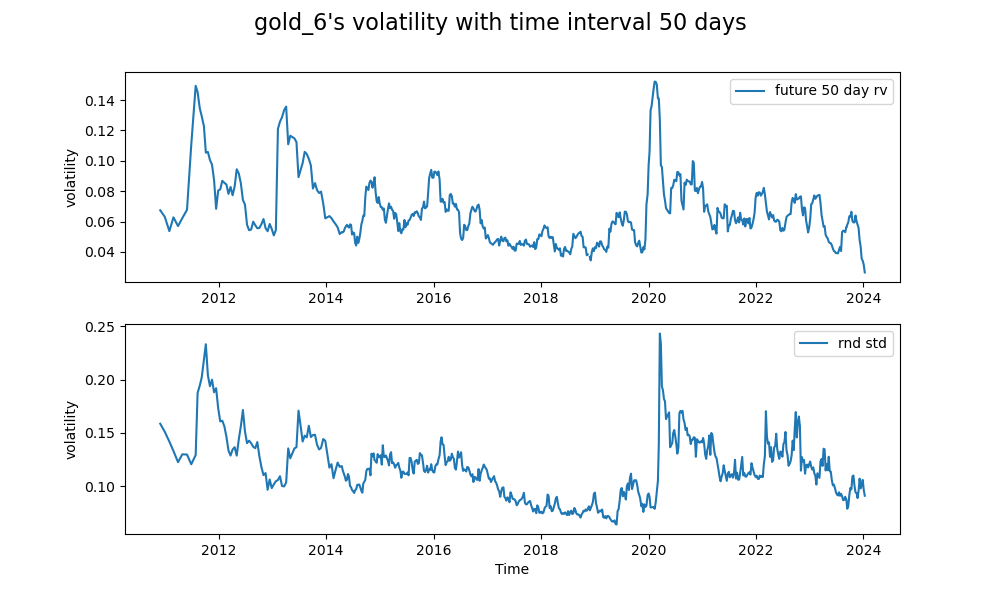 gold_6's volatility with time interval 50 days
future 50 day rv
volatility
0.14
0.12
0.10
0.08
0.06
0.04
2012 2014 2016 2018 2020 2022 2024
rnd std
volatility
0.25
0.20
0.15
0.10
2012 2014 2016 2018 2020 2022 2024
Time